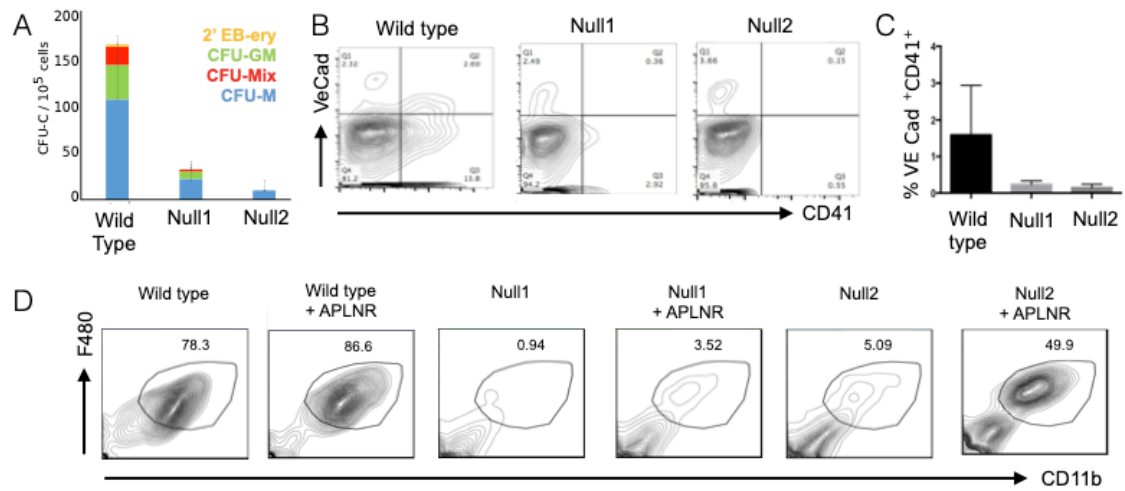 A
CFU-C / 10⁵ cells
200
150
100
50
0
2' EB-ery
CFU-GM
CFU-Mix
CFU-M
Wild Type
Null1
Null2
B
Wild type
Null1
Null2
VeCad
Q1 2.32
Q2 2.69
Q4 81.2
Q3 13.8
Q1 2.49
Q2 0.36
Q4 94.2
Q3 2.92
Q1 3.66
Q2 0.15
Q4 95.6
Q3 0.55
CD41
C
% VE Cad ⁺CD41⁺
4
3
2
1
0
Wild type
Null1
Null2
D
F480
Wild type
78.3
Wild type + APLNR
86.6
Null1
0.94
Null1 + APLNR
3.52
Null2
5.09
Null2 + APLNR
49.9
CD11b